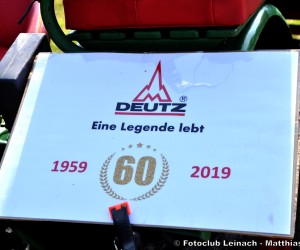 DEUTZ ®
Eine Legende lebt
1959 60 2019
© Fotoclub Leinach - Matthias